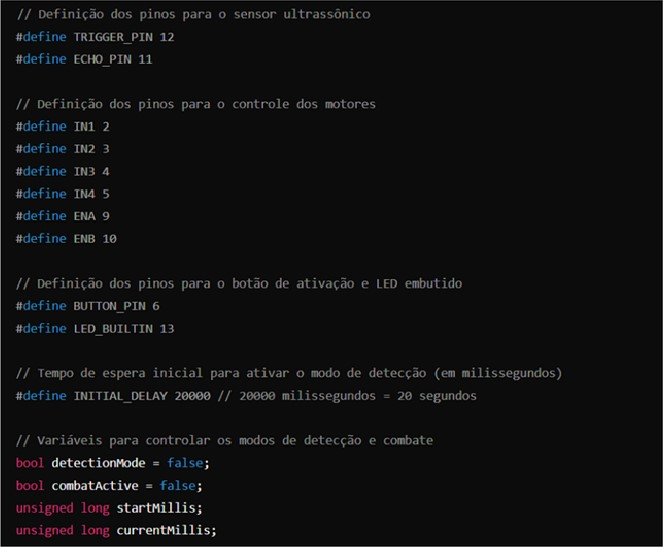 // Definição dos pinos para o sensor ultrassônico
#define TRIGGER_PIN 12
#define ECHO_PIN 11
// Definição dos pinos para o controle dos motores
#define IN1 2
#define IN2 3
#define IN3 4
#define IN4 5
#define ENA 9
#define ENB 10
// Definição dos pinos para o botão de ativação e LED embutido
#define BUTTON_PIN 6
#define LED_BUILTIN 13
// Tempo de espera inicial para ativar o modo de detecção (em milissegundos)
#define INITIAL_DELAY 20000 // 20000 milissegundos = 20 segundos
// Variáveis para controlar os modos de detecção e combate
bool detectionMode = false;
bool combatActive = false;
unsigned long startMillis;
unsigned long currentMillis;